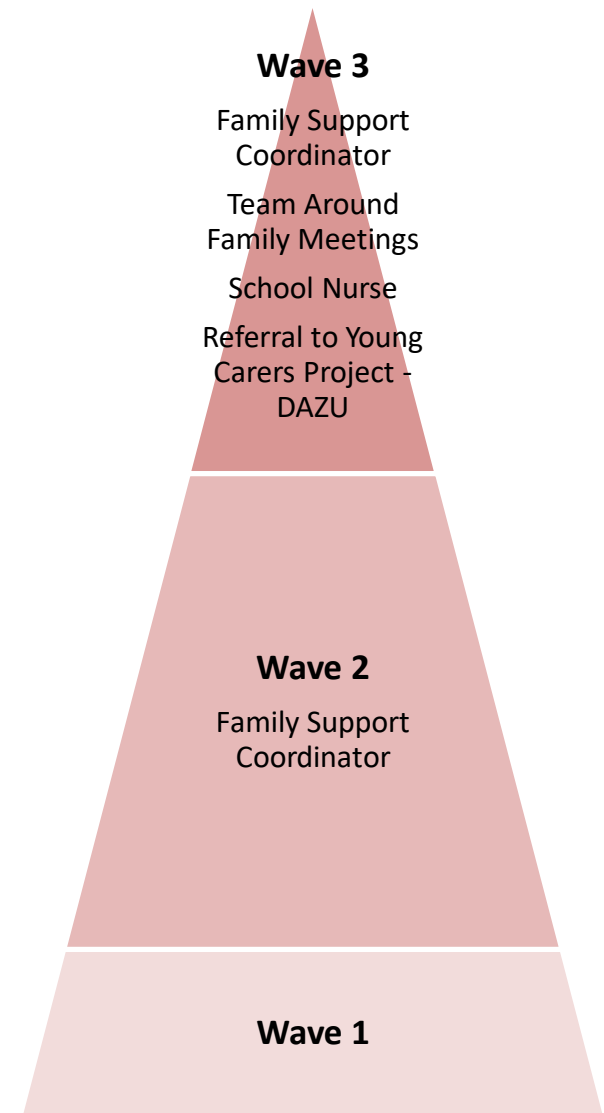 Wave 3
Family Support
Coordinator
Team Around
Family Meetings
School Nurse
Referral to Young
Carers Project -
DAZU
Wave 2
Family Support
Coordinator
Wave 1